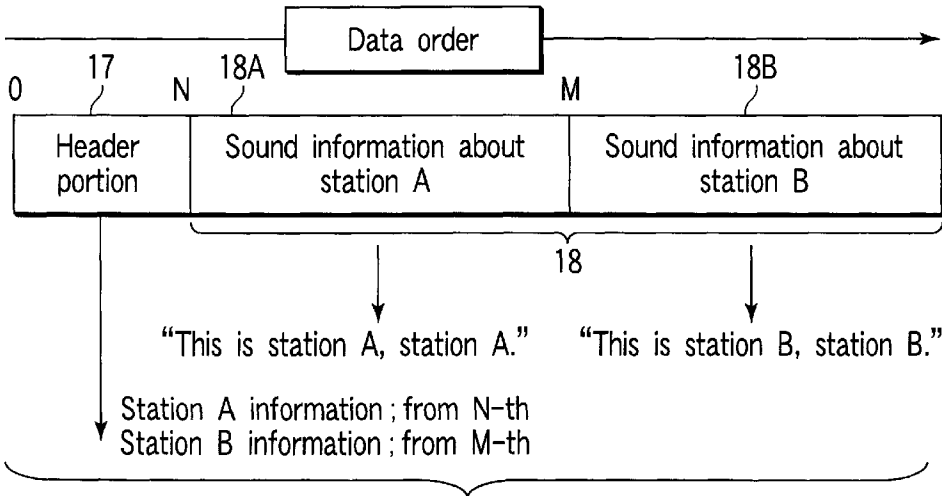 Data order
17
18A
18B
0
N
M
Header
portion
Sound information about
station A
Sound information about
station B
18
“This is station A, station A.”
“This is station B, station B.”
Station A information ; from N-th
Station B information ; from M-th